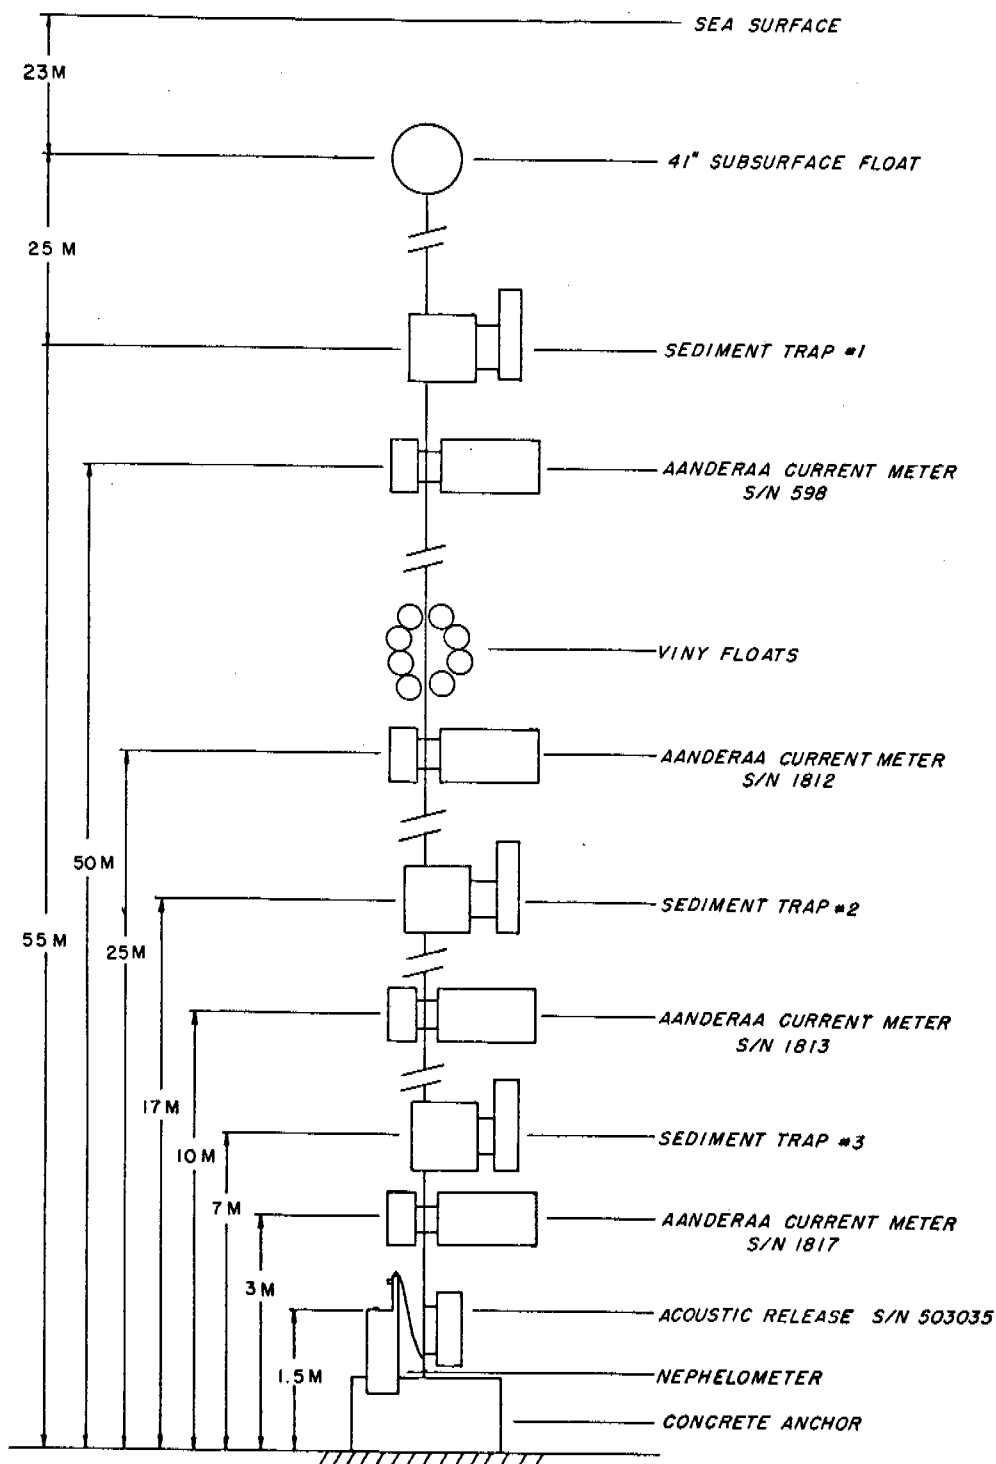 SEA SURFACE
23M
41" SUBSURFACE FLOAT
25 M
SEDIMENT TRAP #1
AANDERAA CURRENT METER
S/N 598
VINY FLOATS
AANDERAA CURRENT METER
S/N 1812
50M
SEDIMENT TRAP #2
55M
25M
AANDERAA CURRENT METER
S/N 1813
17M
SEDIMENT TRAP #3
10M
7M
AANDERAA CURRENT METER
S/N 1817
3M
ACOUSTIC RELEASE S/N 503035
1.5M
NEPHELOMETER
CONCRETE ANCHOR